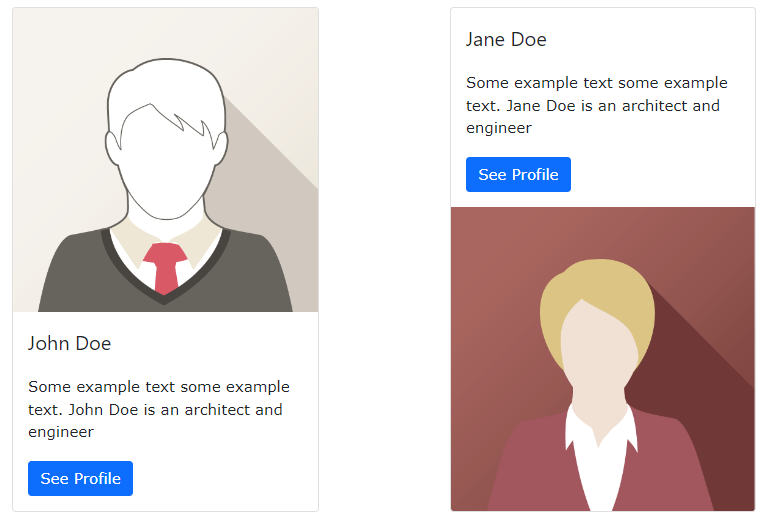 John Doe
Some example text some example
text. John Doe is an architect and
engineer
See Profile
Jane Doe
Some example text some example
text. Jane Doe is an architect and
engineer
See Profile